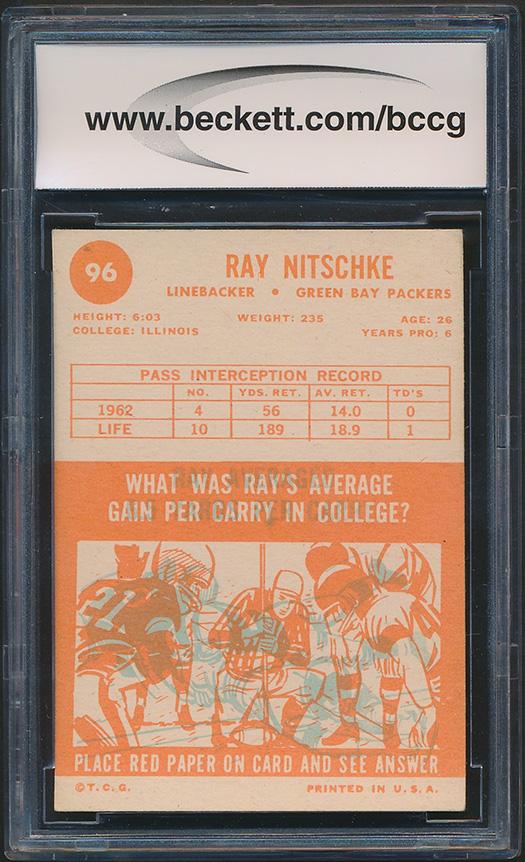 www.beckett.com/bccg
96
RAY NITSCHKE
LINEBACKER • GREEN BAY PACKERS
HEIGHT: 6:03 WEIGHT: 235 AGE: 26
COLLEGE: ILLINOIS YEARS PRO: 6
PASS INTERCEPTION RECORD
NO. YDS. RET. AV. RET. TD'S
1962 4 56 14.0 0
LIFE 10 189 18.9 1
RAY AVERAGED
WHAT WAS RAY'S AVERAGE
GAIN PER CARRY IN COLLEGE?
21
PLACE RED PAPER ON CARD AND SEE ANSWER
©T.C.G. PRINTED IN U.S.A.